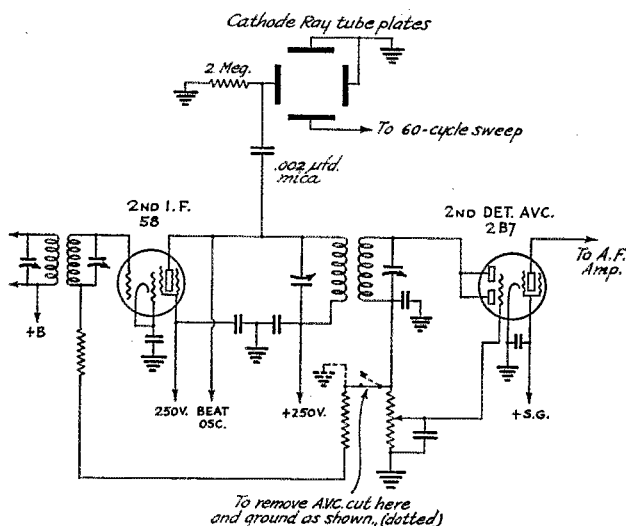 Cathode Ray tube plates
2 Meg.
To 60-cycle sweep
.002 μfd.
mica
2ND I.F.
58
2ND DET. AVC.
2B7
To A.F.
Amp.
+B
250V.
BEAT
OSC.
+250V.
+S.G.
To remove A.V.C. cut here
and ground as shown, (dotted)